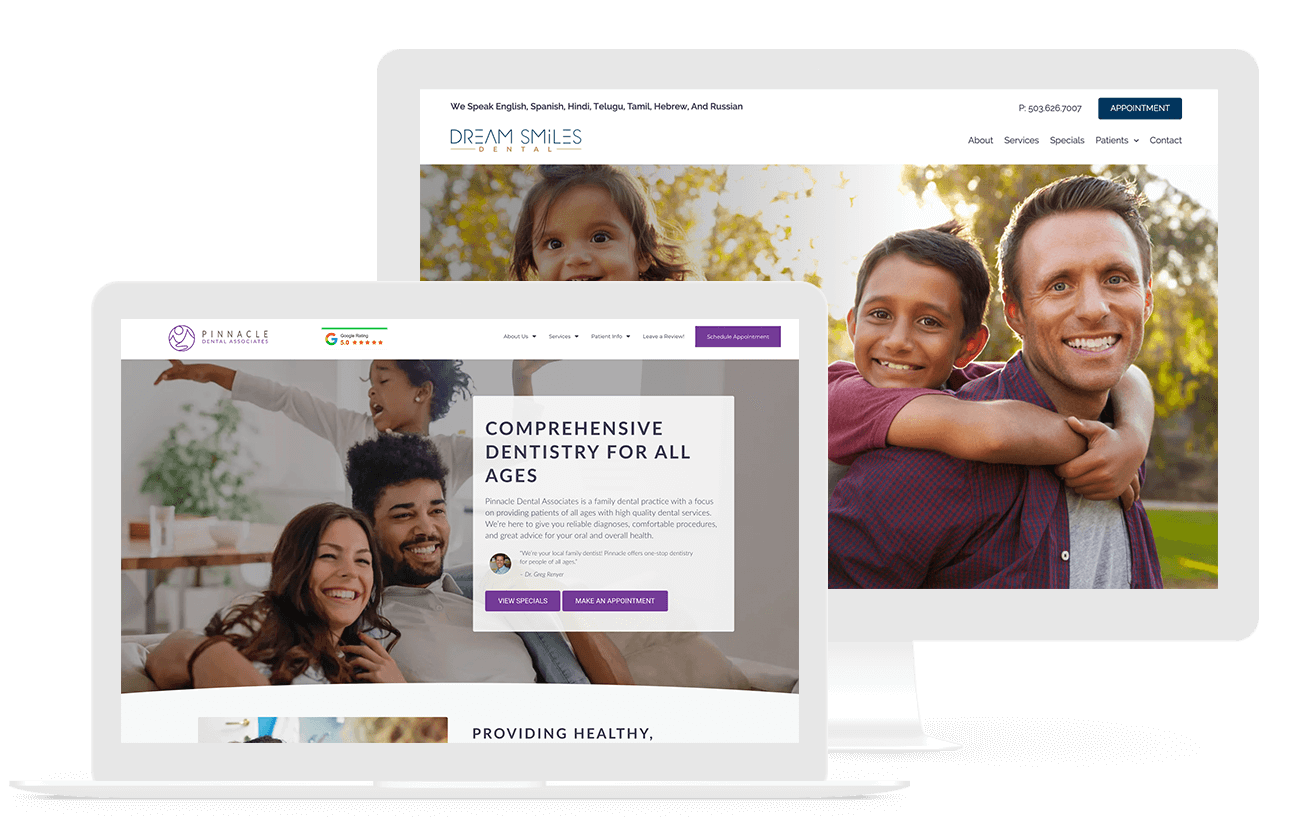 We Speak English, Spanish, Hindi, Telugu, Tamil, Hebrew, And Russian
P: 503.626.7007
APPOINTMENT
DREAM SMiLES
DENTAL
About Services Specials Patients Contact
PINNACLE
DENTAL ASSOCIATES
Google Rating
5.0
About Us Services Patient Info Leave a Review!
Schedule Appointment
COMPREHENSIVE
DENTISTRY FOR ALL
AGES
Pinnacle Dental Associates is a family dental practice with a focus
on providing patients of all ages with high quality dental services.
We're here to give you reliable diagnoses, comfortable procedures,
and great advice for your oral and overall health.
"We're your local family dentist! Pinnacle offers one-stop dentistry
for people of all ages."
– Dr. Greg Renyer
VIEW SPECIALS
MAKE AN APPOINTMENT
PROVIDING HEALTHY,